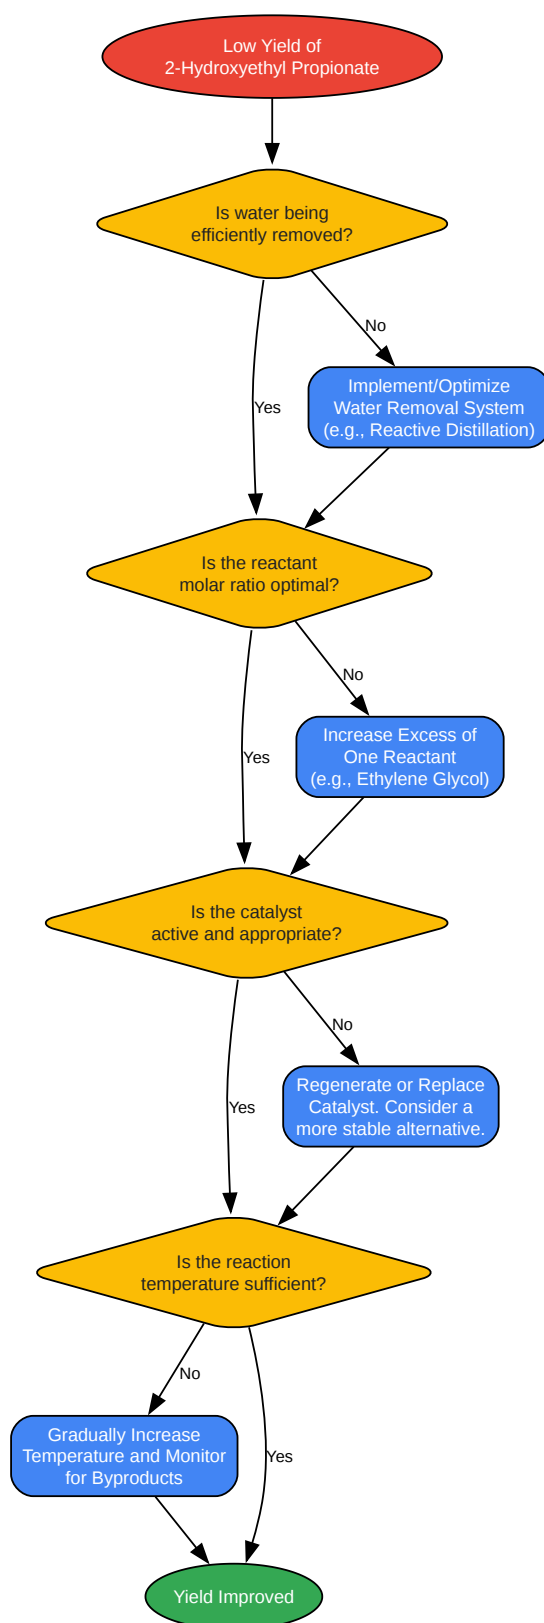 Low Yield of
2-Hydroxyethyl Propionate
Is water being
efficiently removed?
No
Implement/Optimize
Water Removal System
(e.g., Reactive Distillation)
Yes
Is the reactant
molar ratio optimal?
No
Increase Excess of
One Reactant
(e.g., Ethylene Glycol)
Yes
Is the catalyst
active and appropriate?
No
Regenerate or Replace
Catalyst. Consider a
more stable alternative.
Yes
Is the reaction
temperature sufficient?
No
Gradually Increase
Temperature and Monitor
for Byproducts
Yes
Yield Improved